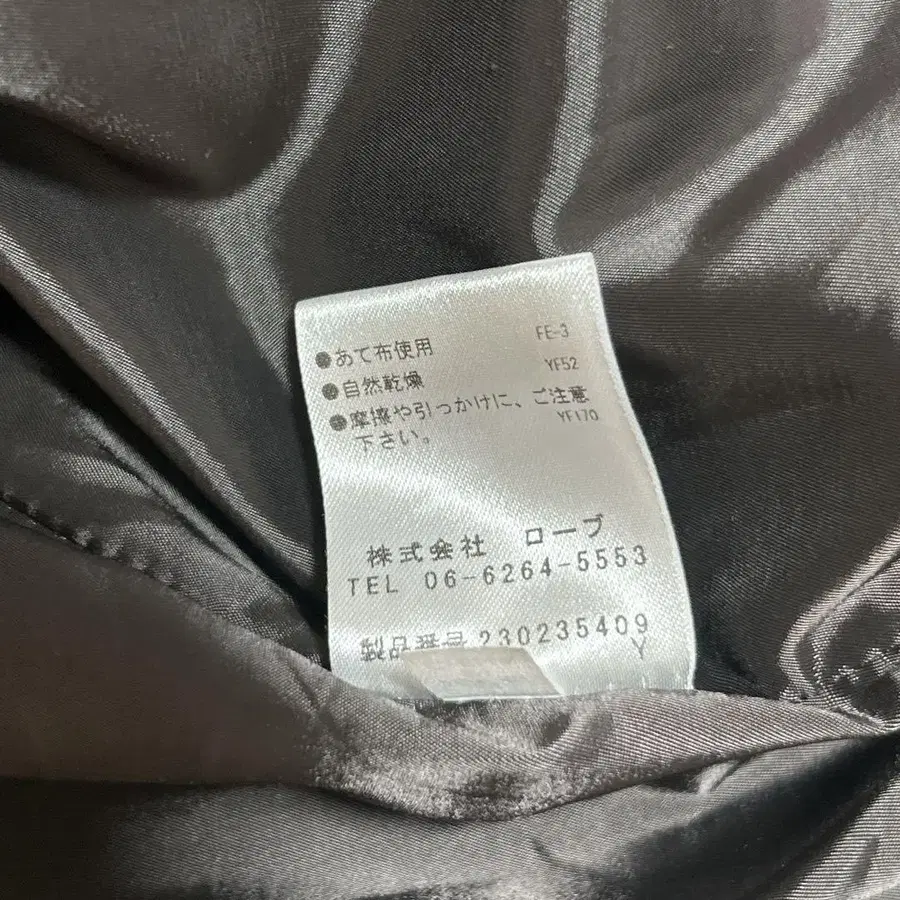 ●あて布使用 FE-3
●自然乾燥 YF52
●摩擦や引っかけに、ご注意
下さい。 YF170
株式会社 ローブ
TEL 06-6264-5553
製品番号 230235409
Y